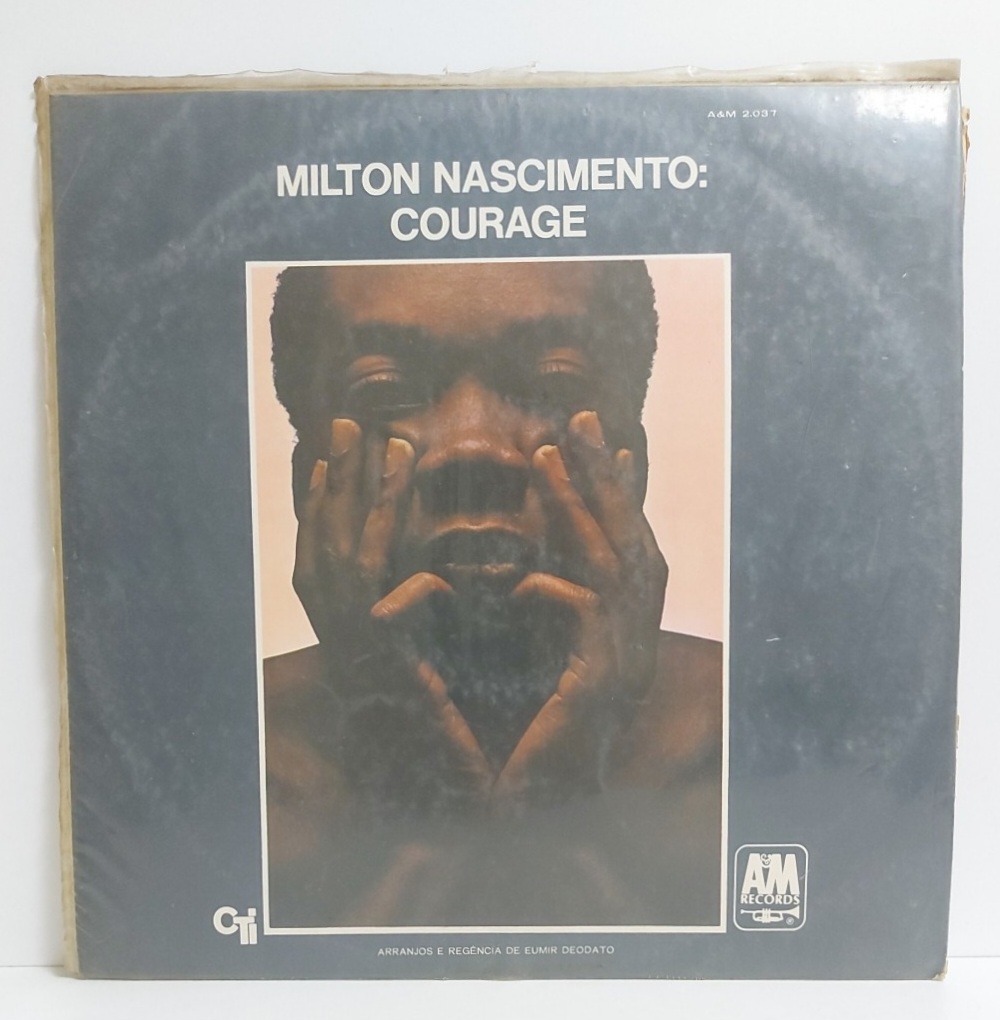 A&M 2.037
MILTON NASCIMENTO:
COURAGE
CTi
A&M
RECORDS
®
ARRANJOS E REGÊNCIA DE EUMIR DEODATO